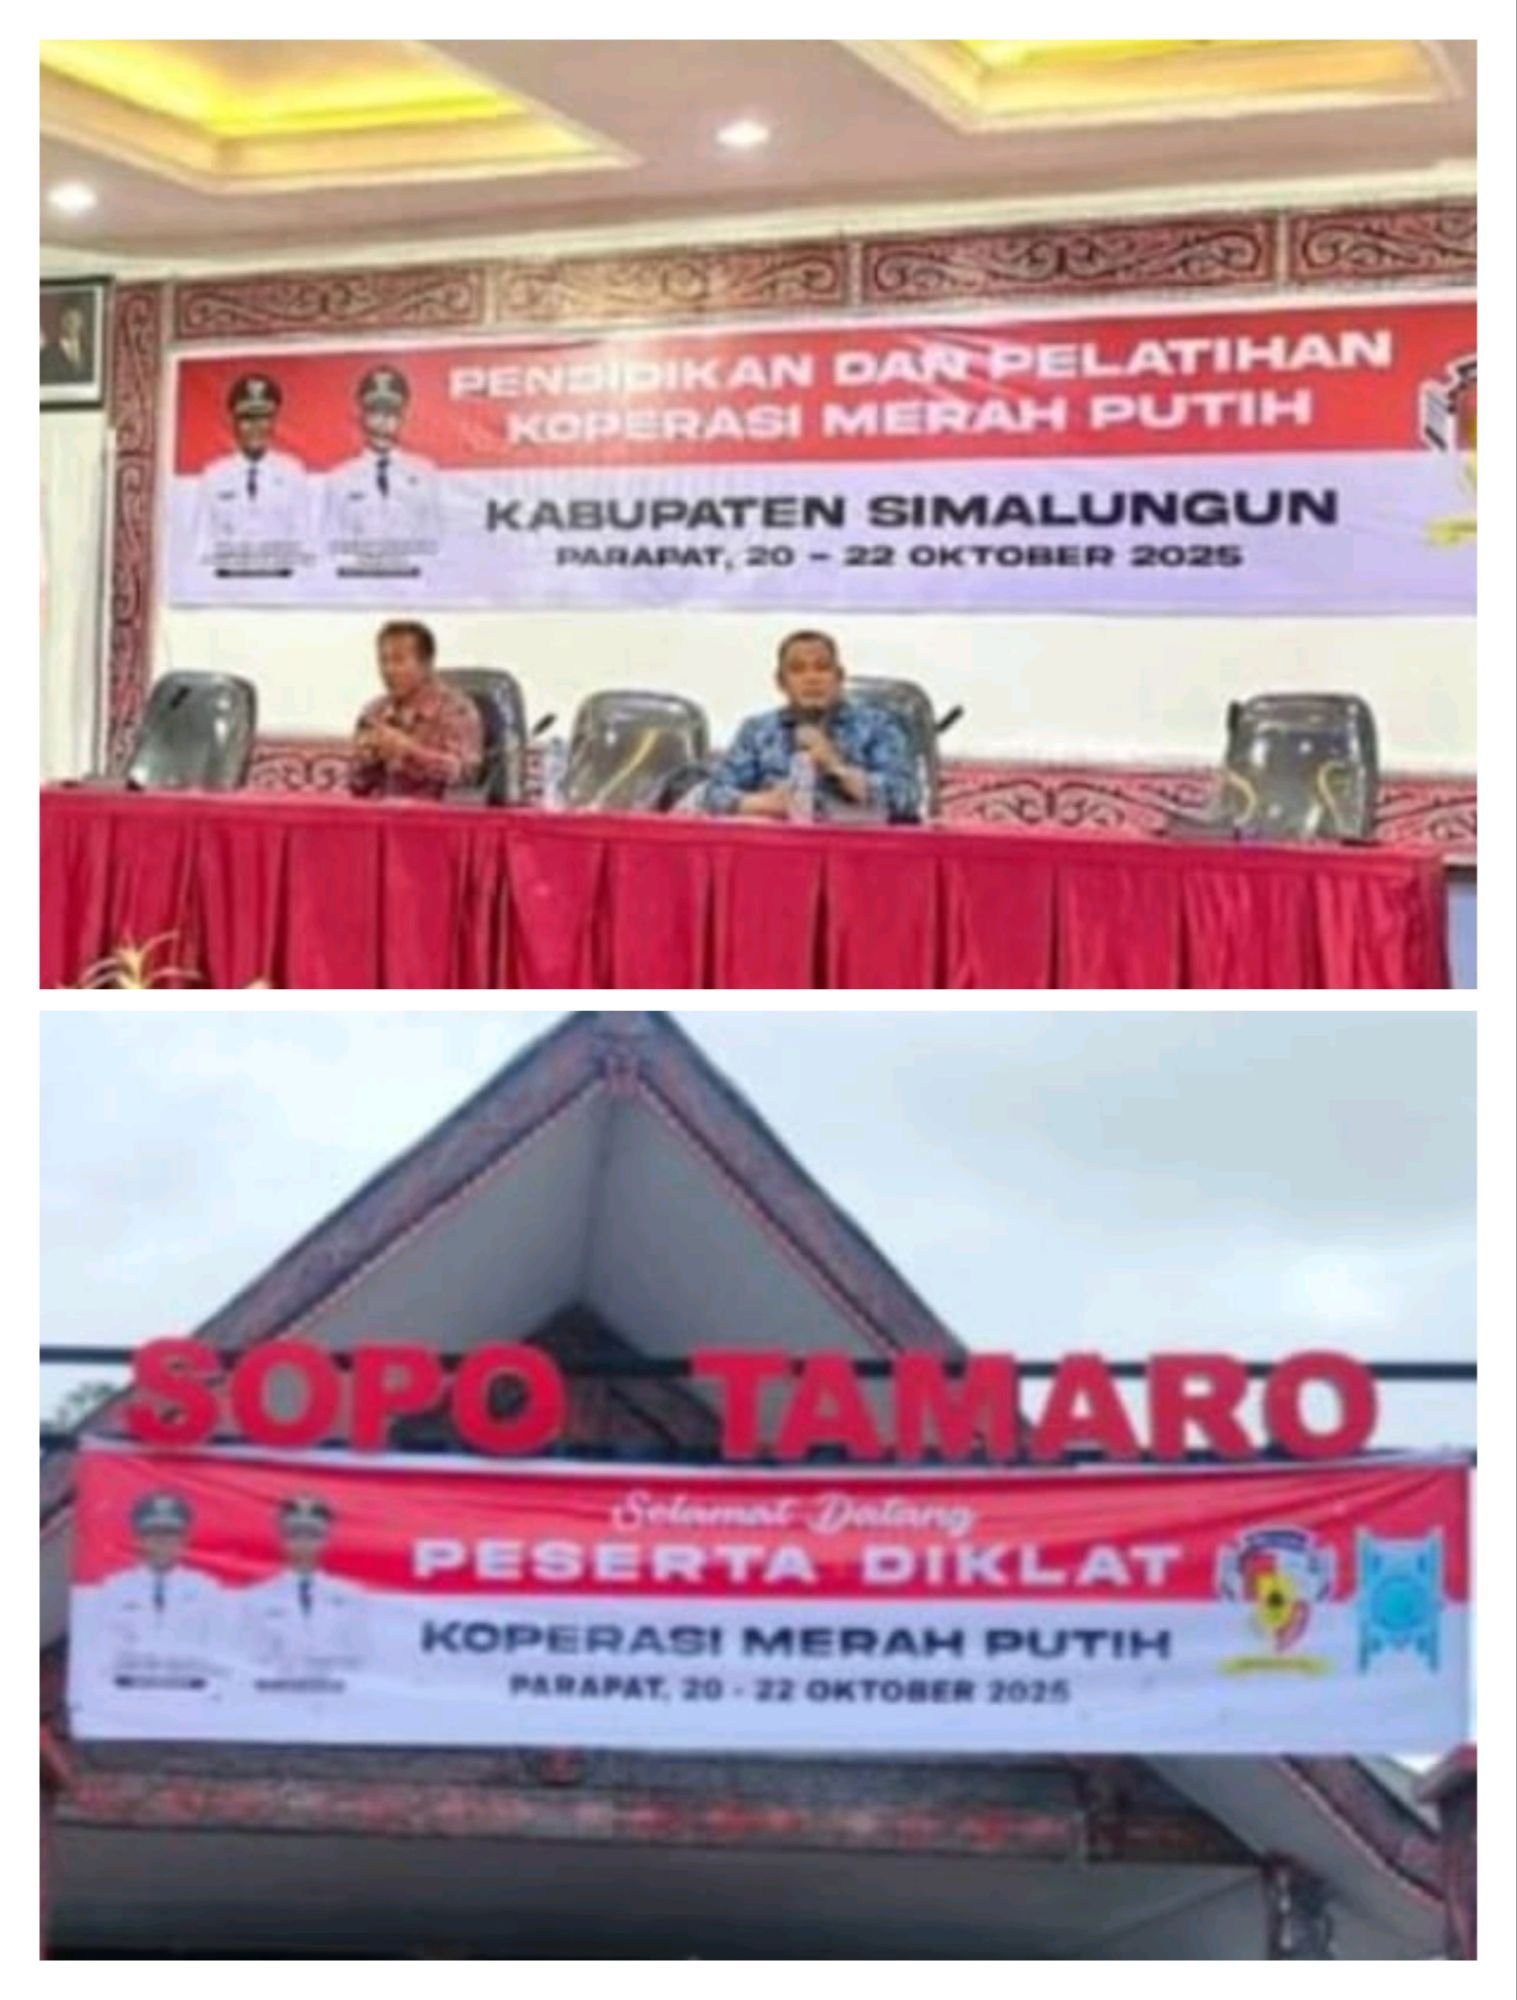 PENDIDIKAN DAN PELATIHAN
KOPERASI MERAH PUTIH
KABUPATEN SIMALUNGUN
PARAPAT, 20 - 22 OKTOBER 2025
SOPO TAMARO
Selamat Datang
PESERTA DIKLAT
KOPERASI MERAH PUTIH
PARAPAT, 20 - 22 OKTOBER 2025